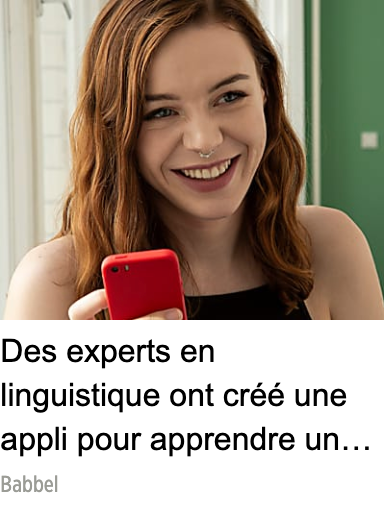 Des experts en
linguistique ont créé une
appli pour apprendre un…
Babbel